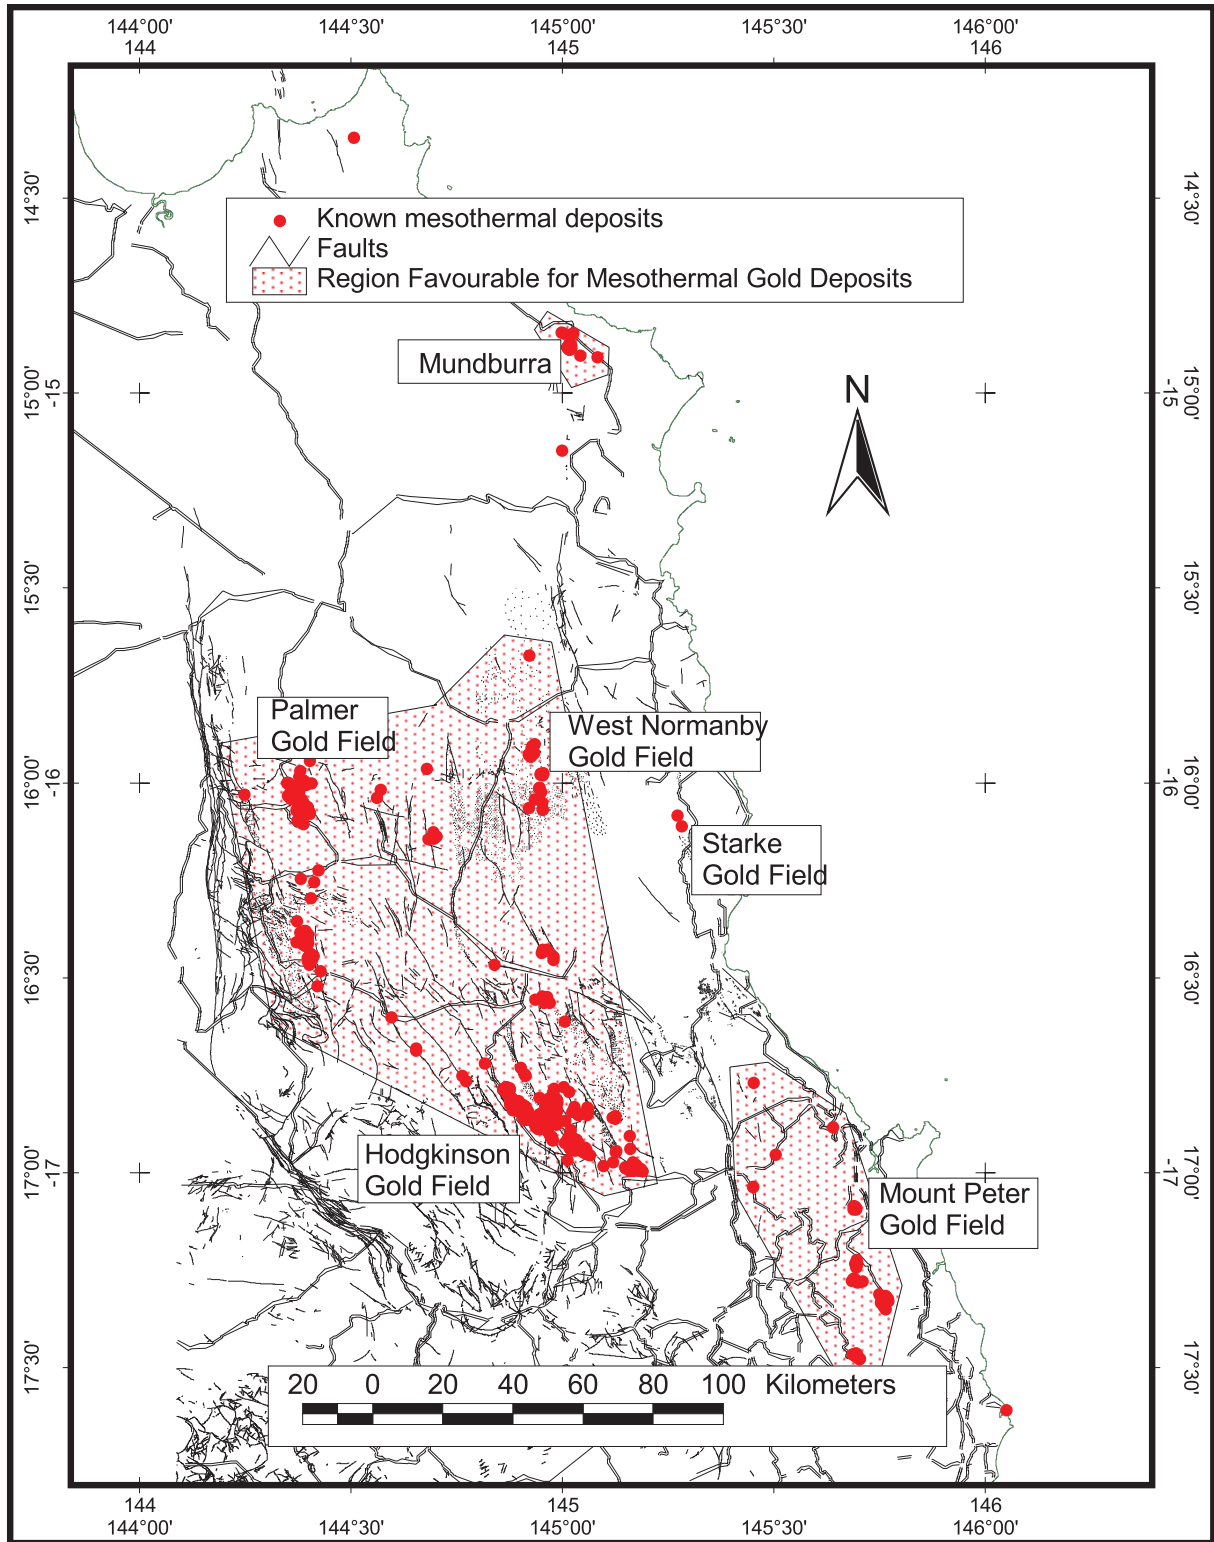 144°00' 144°30' 145°00' 145°30' 146°00'
144 145 146
14°30' 14°30'
Known mesothermal deposits
Faults
Region Favourable for Mesothermal Gold Deposits
Mundburra
15°00' -15 -15 15°00'
N
15°30' 15°30'
Palmer
Gold Field
West Normanby
Gold Field
16°00' -16 -16 16°00'
Starke
Gold Field
16°30' 16°30'
Hodgkinson
Gold Field
17°00' -17 -17 17°00'
Mount Peter
Gold Field
17°30' 17°30'
20 0 20 40 60 80 100 Kilometers
144 145 146
144°00' 144°30' 145°00' 145°30' 146°00'